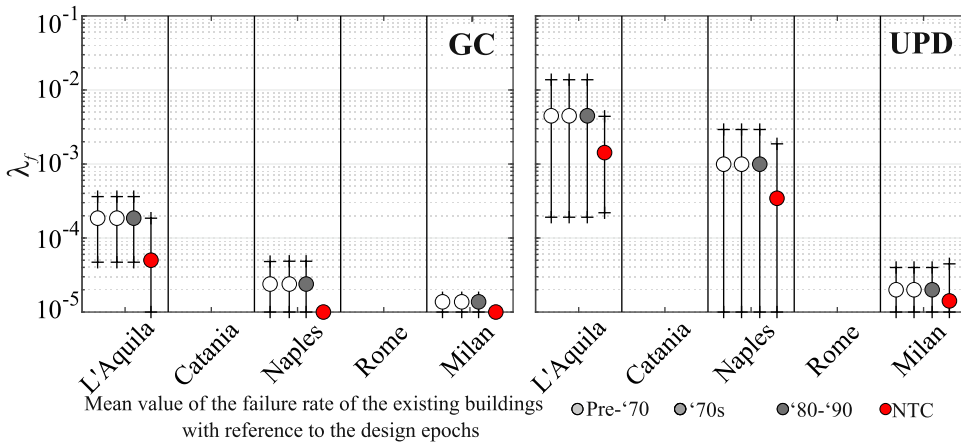 GC
UPD
10^-1
10^-2
10^-3
10^-4
10^-5
λ_f
L'Aquila
Catania
Naples
Rome
Milan
L'Aquila
Catania
Naples
Rome
Milan
Mean value of the failure rate of the existing buildings
with reference to the design epochs
Pre-‘70
‘70s
‘80-‘90
NTC